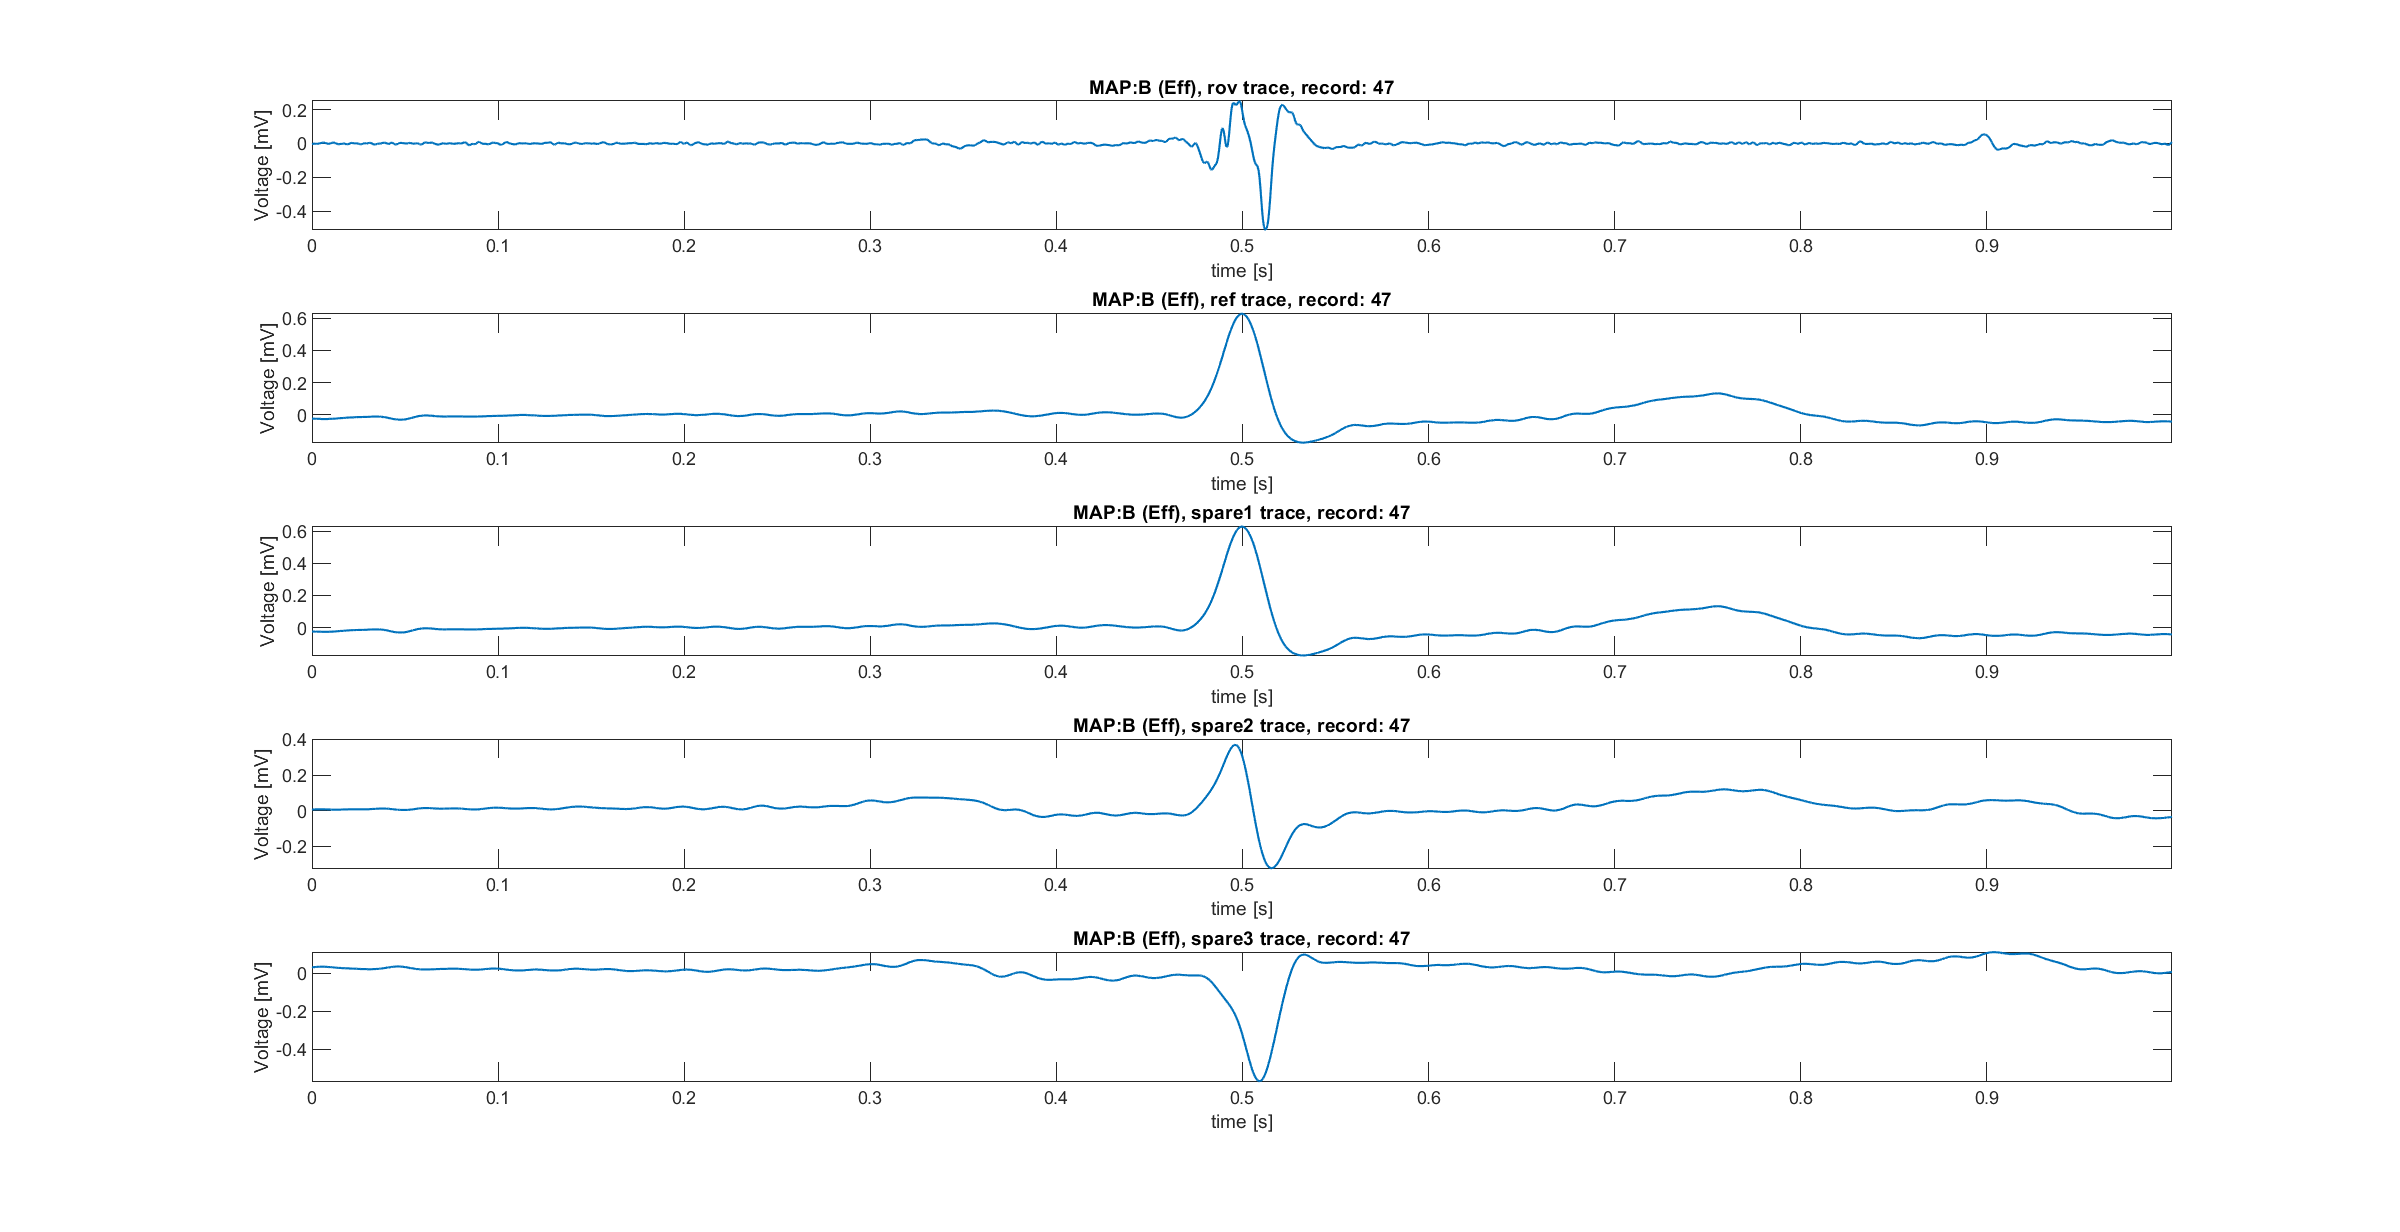 MAP:B (Eff), rov trace, record: 47
Voltage [mV]
0.2
0
-0.2
-0.4
0 0.1 0.2 0.3 0.4 0.5 0.6 0.7 0.8 0.9
time [s]
MAP:B (Eff), ref trace, record: 47
Voltage [mV]
0.6
0.4
0.2
0
0 0.1 0.2 0.3 0.4 0.5 0.6 0.7 0.8 0.9
time [s]
MAP:B (Eff), spare1 trace, record: 47
Voltage [mV]
0.6
0.4
0.2
0
0 0.1 0.2 0.3 0.4 0.5 0.6 0.7 0.8 0.9
time [s]
MAP:B (Eff), spare2 trace, record: 47
Voltage [mV]
0.4
0.2
0
-0.2
0 0.1 0.2 0.3 0.4 0.5 0.6 0.7 0.8 0.9
time [s]
MAP:B (Eff), spare3 trace, record: 47
Voltage [mV]
0
-0.2
-0.4
0 0.1 0.2 0.3 0.4 0.5 0.6 0.7 0.8 0.9
time [s]